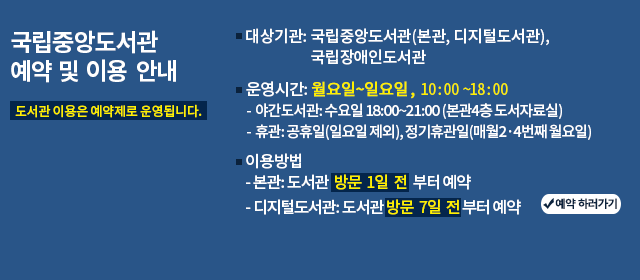 국립중앙도서관
예약 및 이용 안내
도서관 이용은 예약제로 운영됩니다.
■ 대상기관: 국립중앙도서관(본관, 디지털도서관),
국립장애인도서관
■ 운영시간: 월요일~일요일 , 10:00 ~18:00
- 야간도서관: 수요일 18:00~21:00 (본관4층 도서자료실)
- 휴관: 공휴일(일요일 제외), 정기휴관일(매월2·4번째 월요일)
■ 이용방법
- 본관: 도서관 방문 1일 전 부터 예약
- 디지털도서관: 도서관 방문 7일 전 부터 예약
✔예약 하러가기